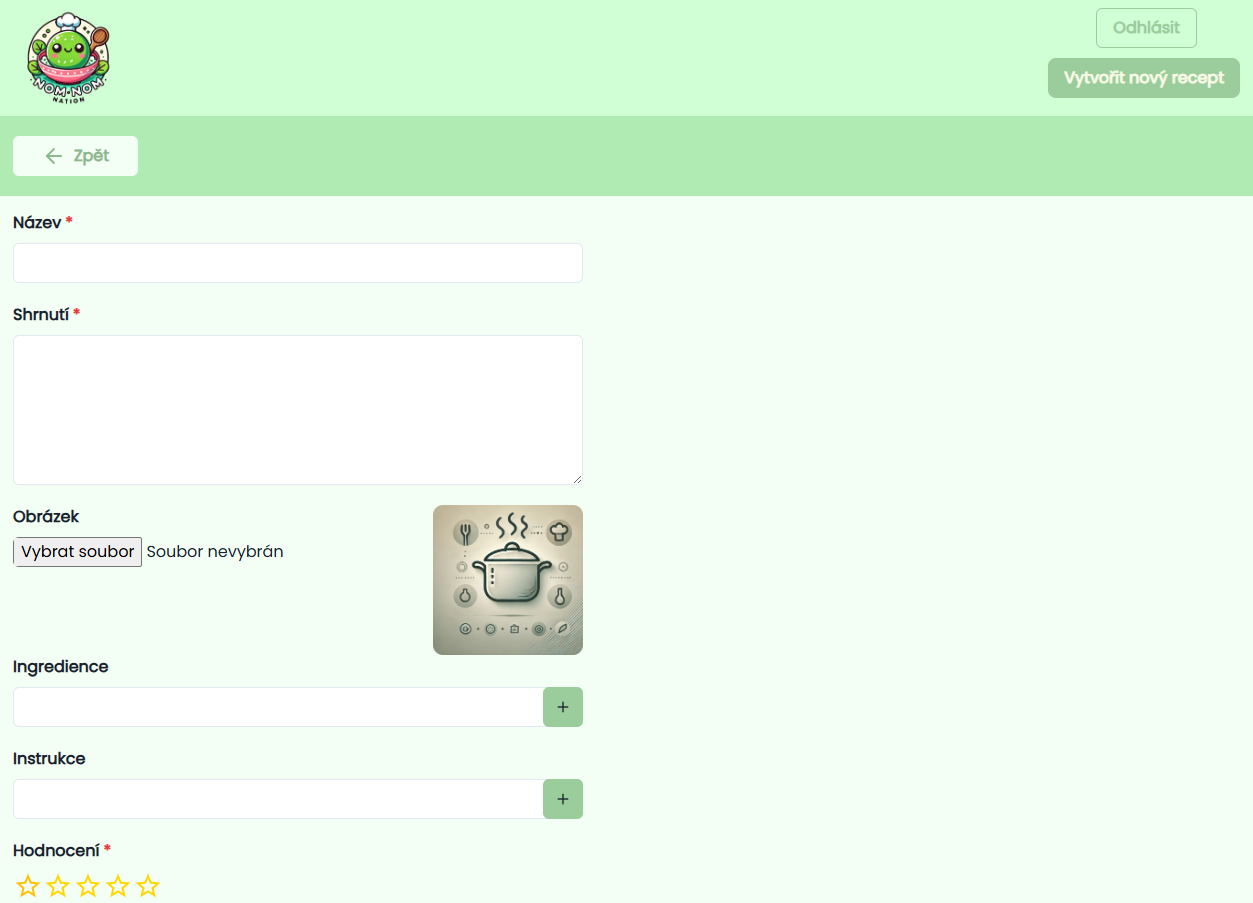 NOM-NOM
NATION
Odhlásit
Vytvořit nový recept
Zpět
Název *
Shrnutí *
Obrázek
Vybrat soubor Soubor nevybrán
Ingredience
+
Instrukce
+
Hodnocení *